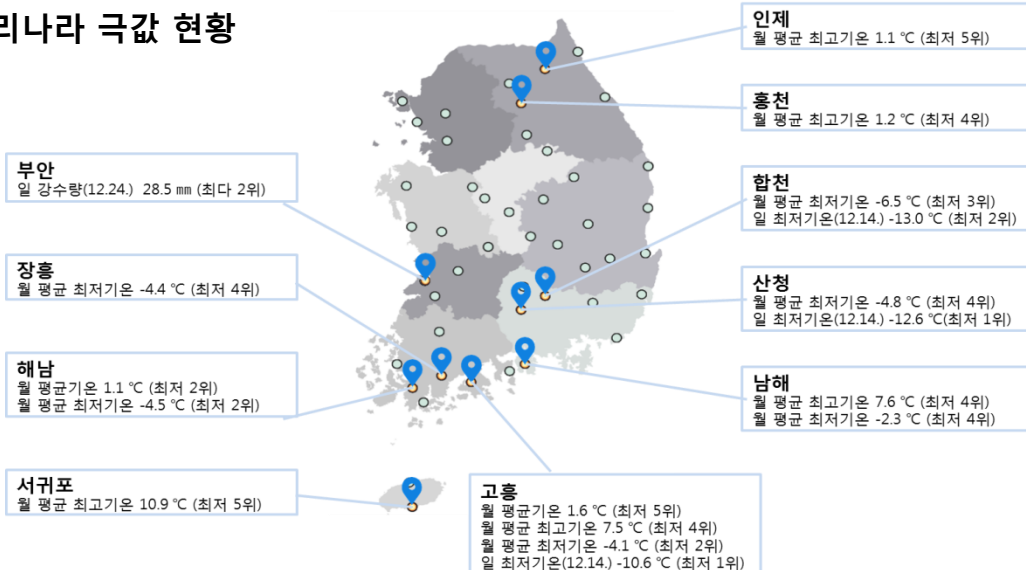 리나라 극값 현황
인제
월 평균 최고기온 1.1 ℃ (최저 5위)
홍천
월 평균 최고기온 1.2 ℃ (최저 4위)
부안
일 강수량(12.24.) 28.5 ㎜ (최다 2위)
합천
월 평균 최저기온 -6.5 ℃ (최저 3위)
일 최저기온(12.14.) -13.0 ℃ (최저 2위)
장흥
월 평균 최저기온 -4.4 ℃ (최저 4위)
산청
월 평균 최저기온 -4.8 ℃ (최저 4위)
일 최저기온(12.14.) -12.6 ℃(최저 1위)
해남
월 평균기온 1.1 ℃ (최저 2위)
월 평균 최저기온 -4.5 ℃ (최저 2위)
남해
월 평균 최고기온 7.6 ℃ (최저 4위)
월 평균 최저기온 -2.3 ℃ (최저 4위)
서귀포
월 평균 최고기온 10.9 ℃ (최저 5위)
고흥
월 평균기온 1.6 ℃ (최저 5위)
월 평균 최고기온 7.5 ℃ (최저 4위)
월 평균 최저기온 -4.1 ℃ (최저 2위)
일 최저기온(12.14.) -10.6 ℃ (최저 1위)